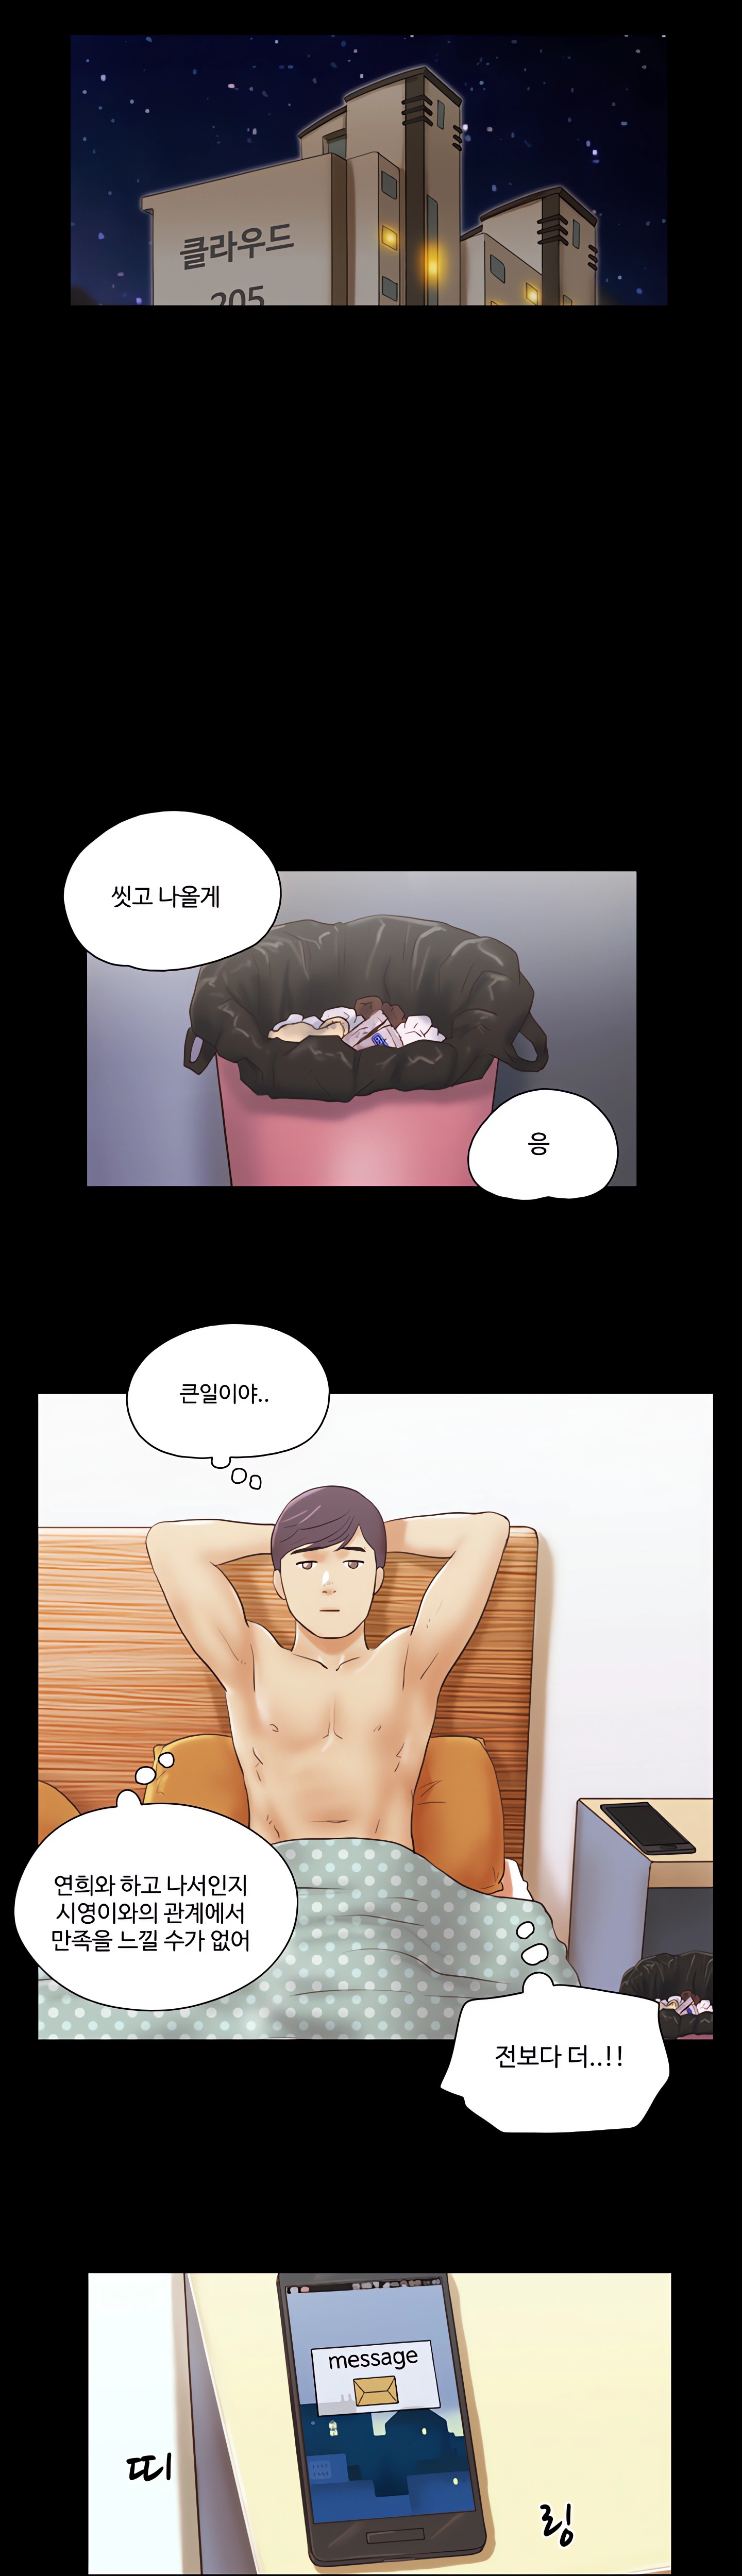 클라우드
205
씻고 나올게
응
큰일이야..
연희와 하고 나서인지
시영이와의 관계에서
만족을 느낄 수가 없어
전보다 더..!!
message
띠
링